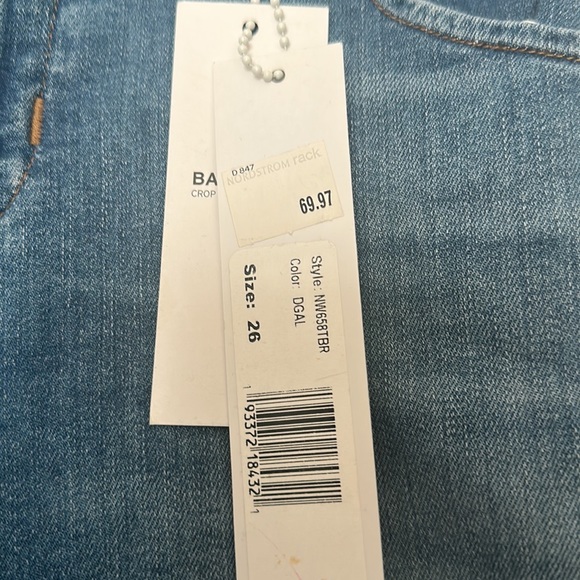 BA
CROP
0 847
NORDSTROM rack
69.97
Style: NW658TBR
Color: DGAL
Size: 26
1 93372 18432 1